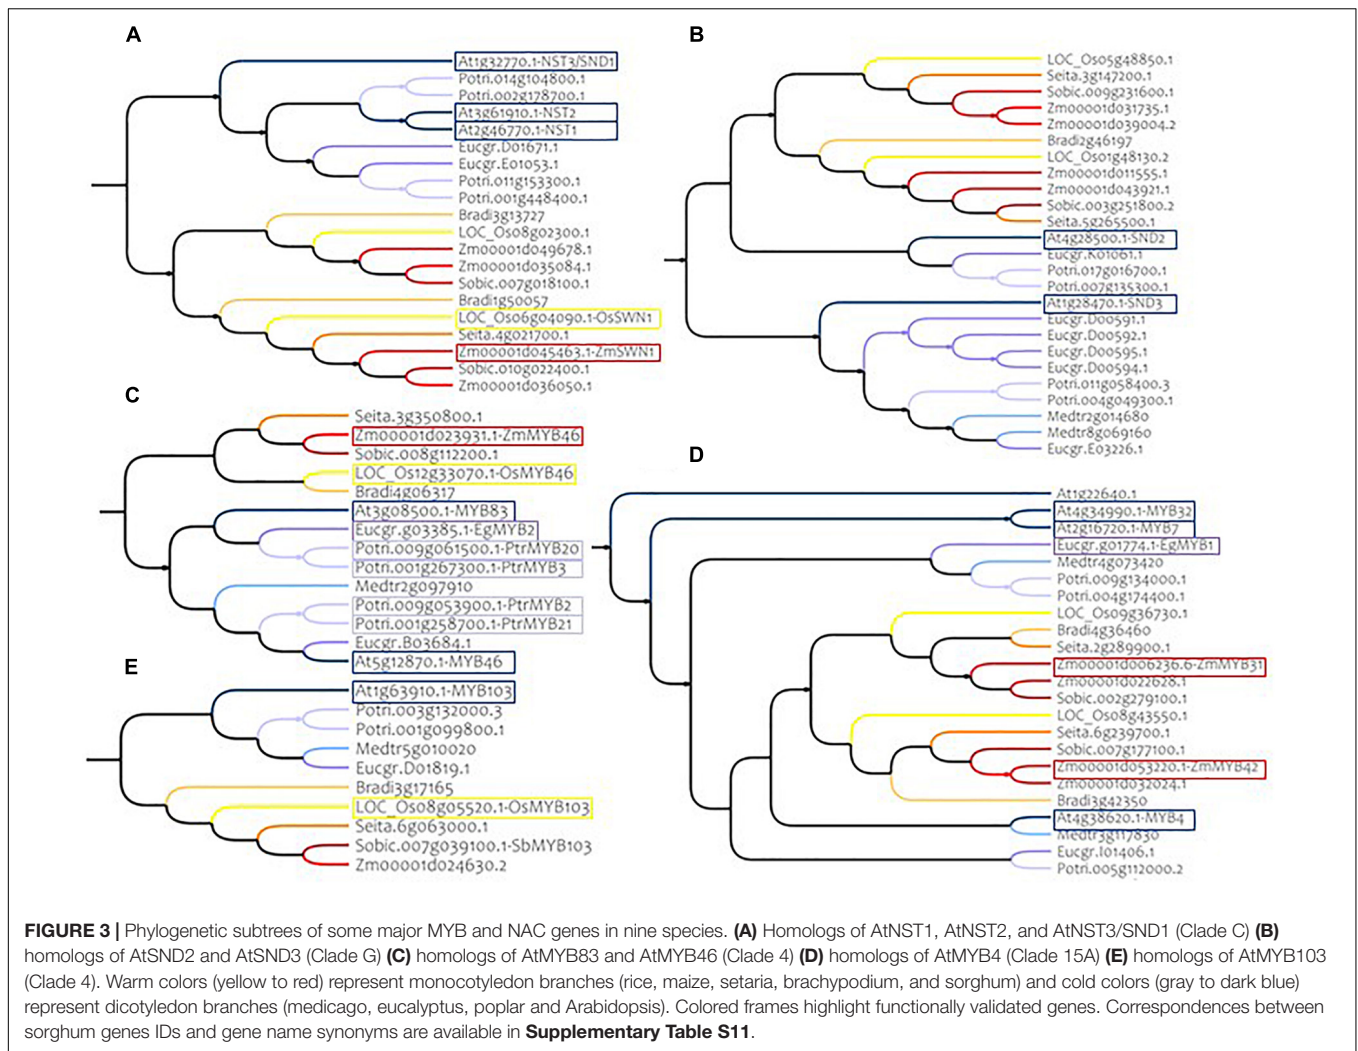 A
At1g32770.1-NST3/SND1
Potri.014g104800.1
Potri.002g178700.1
At3g61910.1-NST2
At2g46770.1-NST1
Eucgr.D01671.1
Eucgr.E01053.1
Potri.011g153300.1
Potri.001g448400.1
Bradi3g13727
LOC_Os08g02300.1
Zm00001d049678.1
Zm00001d035084.1
Sobic.007g018100.1
Bradi1g50057
LOC_Os06g04090.1-OsSWN1
Seita.4g021700.1
Zm00001d045463.1-ZmSWN1
Sobic.010g022400.1
Zm00001d036050.1
B
LOC_Os05g48850.1
Seita.3g147200.1
Sobic.009g231600.1
Zm00001d031735.1
Zm00001d039004.2
Bradi2g46197
LOC_Os01g48130.2
Zm00001d011555.1
Zm00001d043921.1
Sobic.003g251800.2
Seita.5g265500.1
At4g28500.1-SND2
Eucgr.K01061.1
Potri.017g016700.1
Potri.007g135300.1
At1g28470.1-SND3
Eucgr.D00591.1
Eucgr.D00592.1
Eucgr.D00595.1
Eucgr.D00594.1
Potri.011g058400.3
Potri.004g049300.1
Medtr2g014680
Medtr8g069160
Eucgr.E03226.1
C
Seita.3g350800.1
Zm00001d023931.1-ZmMYB46
Sobic.008g112200.1
LOC_Os12g33070.1-OsMYB46
Bradi4g06317
At3g08500.1-MYB83
Eucgr.g03385.1-EgMYB2
Potri.009g061500.1-PtrMYB20
Potri.001g267300.1-PtrMYB3
Medtr2g097910
Potri.009g053900.1-PtrMYB2
Potri.001g258700.1-PtrMYB21
Eucgr.B03684.1
At5g12870.1-MYB46
D
At1g22640.1
At4g34990.1-MYB32
At2g16720.1-MYB7
Eucgr.g01774.1-EgMYB1
Medtr4g073420
Potri.009g134000.1
Potri.004g174400.1
LOC_Os09g36730.1
Bradi4g36460
Seita.2g289900.1
Zm00001d006236.6-ZmMYB31
Zm00001d022628.1
Sobic.002g279100.1
LOC_Os08g43550.1
Seita.6g239700.1
Sobic.007g177100.1
Zm00001d053220.1-ZmMYB42
Zm00001d032024.1
Bradi3g42350
At4g38620.1-MYB4
Medtr3g117830
Eucgr.I01406.1
Potri.005g112000.2
E
At1g63910.1-MYB103
Potri.003g132000.3
Potri.001g099800.1
Medtr5g010020
Eucgr.D01819.1
Bradi3g17165
LOC_Os08g05520.1-OsMYB103
Seita.6g063000.1
Sobic.007g039100.1-SbMYB103
Zm00001d024630.2
FIGURE 3 | Phylogenetic subtrees of some major MYB and NAC genes in nine species. (A) Homologs of AtNST1, AtNST2, and AtNST3/SND1 (Clade C) (B)
homologs of AtSND2 and AtSND3 (Clade G) (C) homologs of AtMYB83 and AtMYB46 (Clade 4) (D) homologs of AtMYB4 (Clade 15A) (E) homologs of AtMYB103
(Clade 4). Warm colors (yellow to red) represent monocotyledon branches (rice, maize, setaria, brachypodium, and sorghum) and cold colors (gray to dark blue)
represent dicotyledon branches (medicago, eucalyptus, poplar and Arabidopsis). Colored frames highlight functionally validated genes. Correspondences between
sorghum genes IDs and gene name synonyms are available in Supplementary Table S11.